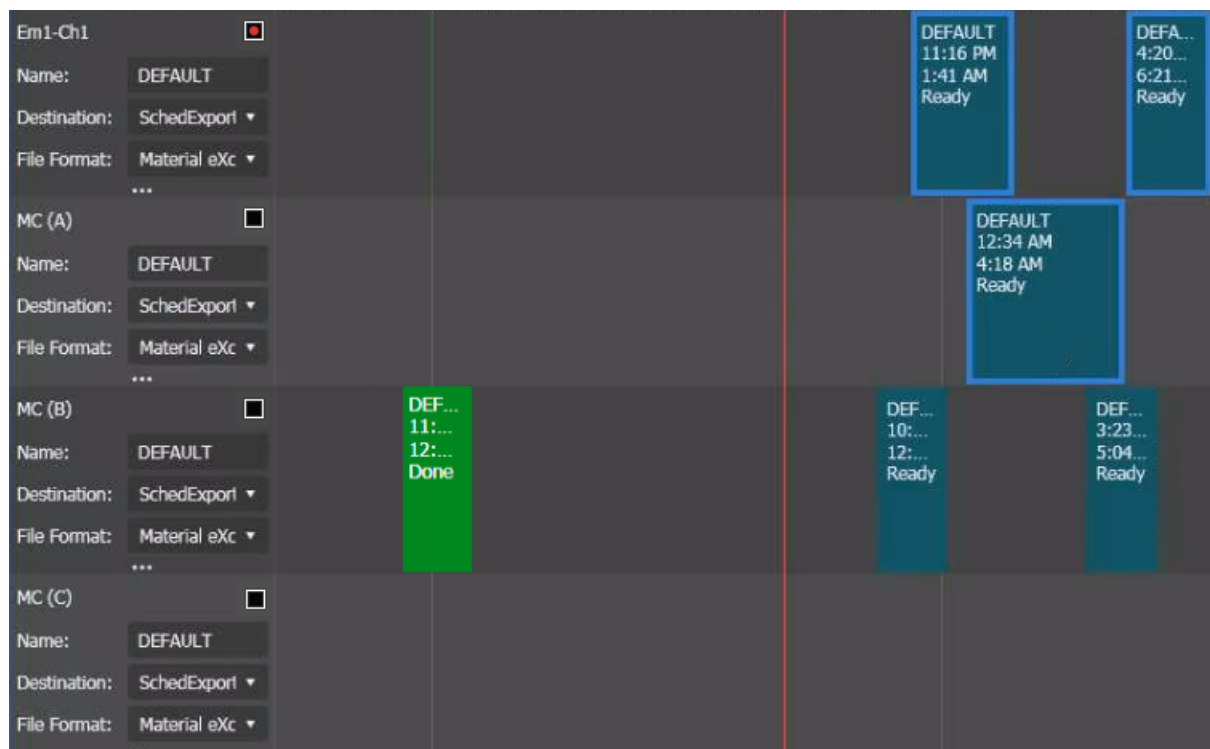 Em1-Ch1
Name: DEFAULT
Destination: SchedExport
File Format: Material eXc
...
DEFAULT
11:16 PM
1:41 AM
Ready
DEFA...
4:20...
6:21...
Ready
MC (A)
Name: DEFAULT
Destination: SchedExport
File Format: Material eXc
...
DEFAULT
12:34 AM
4:18 AM
Ready
MC (B)
Name: DEFAULT
Destination: SchedExport
File Format: Material eXc
...
DEF...
11:...
12:...
Done
DEF...
10:...
12:...
Ready
DEF...
3:23...
5:04...
Ready
MC (C)
Name: DEFAULT
Destination: SchedExport
File Format: Material eXc